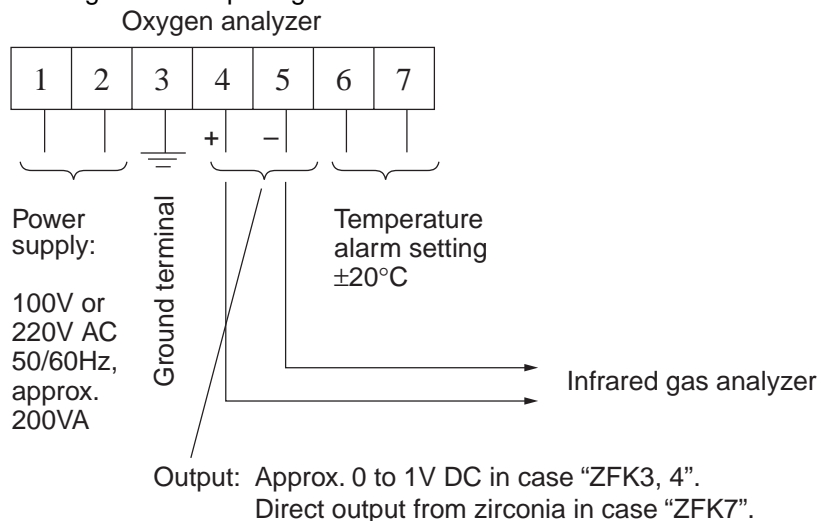 Oxygen analyzer
1 2 3 4 5 6 7
+ −
Power
supply:
100V or
220V AC
50/60Hz,
approx.
200VA
Ground terminal
Temperature
alarm setting
±20°C
Infrared gas analyzer
Output: Approx. 0 to 1V DC in case “ZFK3, 4”.
Direct output from zirconia in case “ZFK7”.